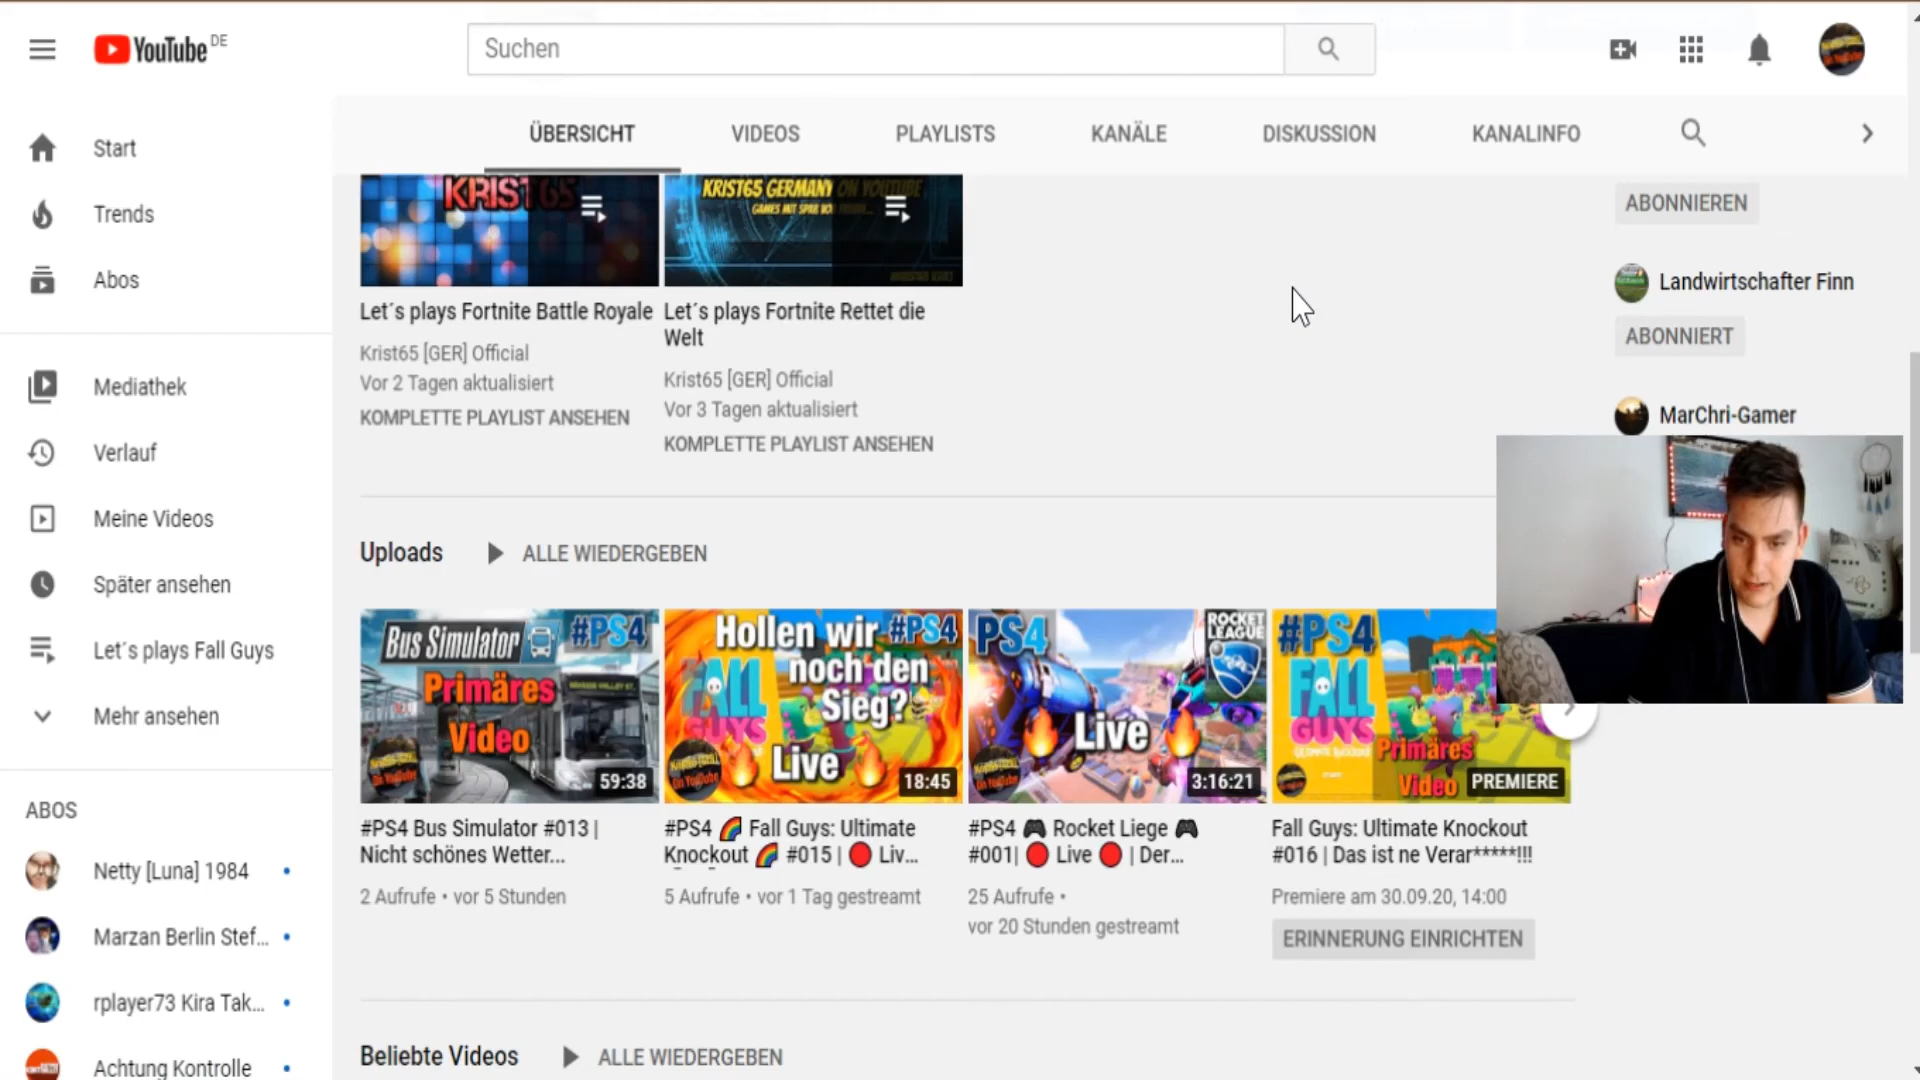 YouTube DE
Suchen
Start
Trends
Abos
Mediathek
Verlauf
Meine Videos
Später ansehen
Let´s plays Fall Guys
Mehr ansehen
ABOS
Netty [Luna] 1984
Marzan Berlin Stef...
rplayer73 Kira Tak...
Achtung Kontrolle
ÜBERSICHT
VIDEOS
PLAYLISTS
KANÄLE
DISKUSSION
KANALINFO
KRIST65
KRIST65 GERMANY ON YOUTUBE
Let´s plays Fortnite Battle Royale
Krist65 [GER] Official
Vor 2 Tagen aktualisiert
KOMPLETTE PLAYLIST ANSEHEN
Let´s plays Fortnite Rettet die
Welt
Krist65 [GER] Official
Vor 3 Tagen aktualisiert
KOMPLETTE PLAYLIST ANSEHEN
ABONNIEREN
Landwirtschafter Finn
ABONNIERT
MarChri-Gamer
Uploads
ALLE WIEDERGEBEN
Bus Simulator #PS4
Primäres
Video
59:38
#PS4 Bus Simulator #013 |
Nicht schönes Wetter...
2 Aufrufe • vor 5 Stunden
Hollen wir #PS4
noch den
Sieg?
FALL
GUYS
Live
18:45
#PS4 🌈 Fall Guys: Ultimate
Knockout 🌈 #015 | 🔴 Liv...
5 Aufrufe • vor 1 Tag gestreamt
PS4
ROCKET
LEAGUE
Live
3:16:21
#PS4 🎮 Rocket Liege 🎮
#001| 🔴 Live 🔴 | Der...
25 Aufrufe •
vor 20 Stunden gestreamt
#PS4
FALL
GUYS
Primäres
Video
PREMIERE
Fall Guys: Ultimate Knockout
#016 | Das ist ne Verar*****!!!
Premiere am 30.09.20, 14:00
ERINNERUNG EINRICHTEN
Beliebte Videos
ALLE WIEDERGEBEN